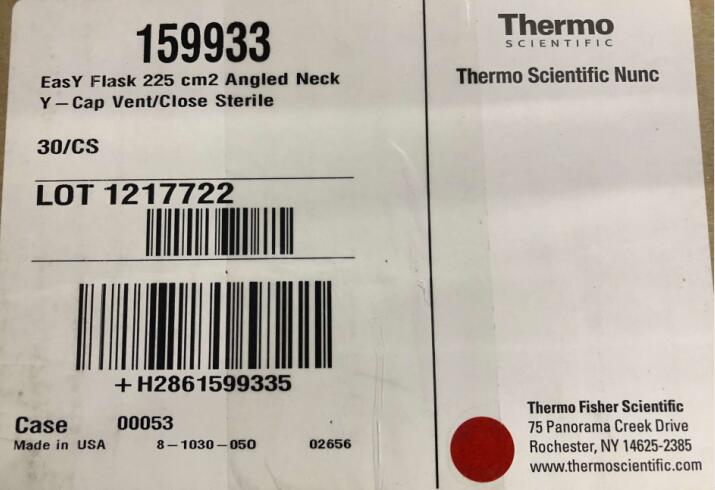 159933
EasY Flask 225 cm2 Angled Neck
Y-Cap Vent/Close Sterile
30/CS
LOT 1217722
+H2861599335
Case 00053
Made in USA 8-1030-050 02656
Thermo
SCIENTIFIC
Thermo Scientific Nunc
Thermo Fisher Scientific
75 Panorama Creek Drive
Rochester, NY 14625-2385
www.thermoscientific.com